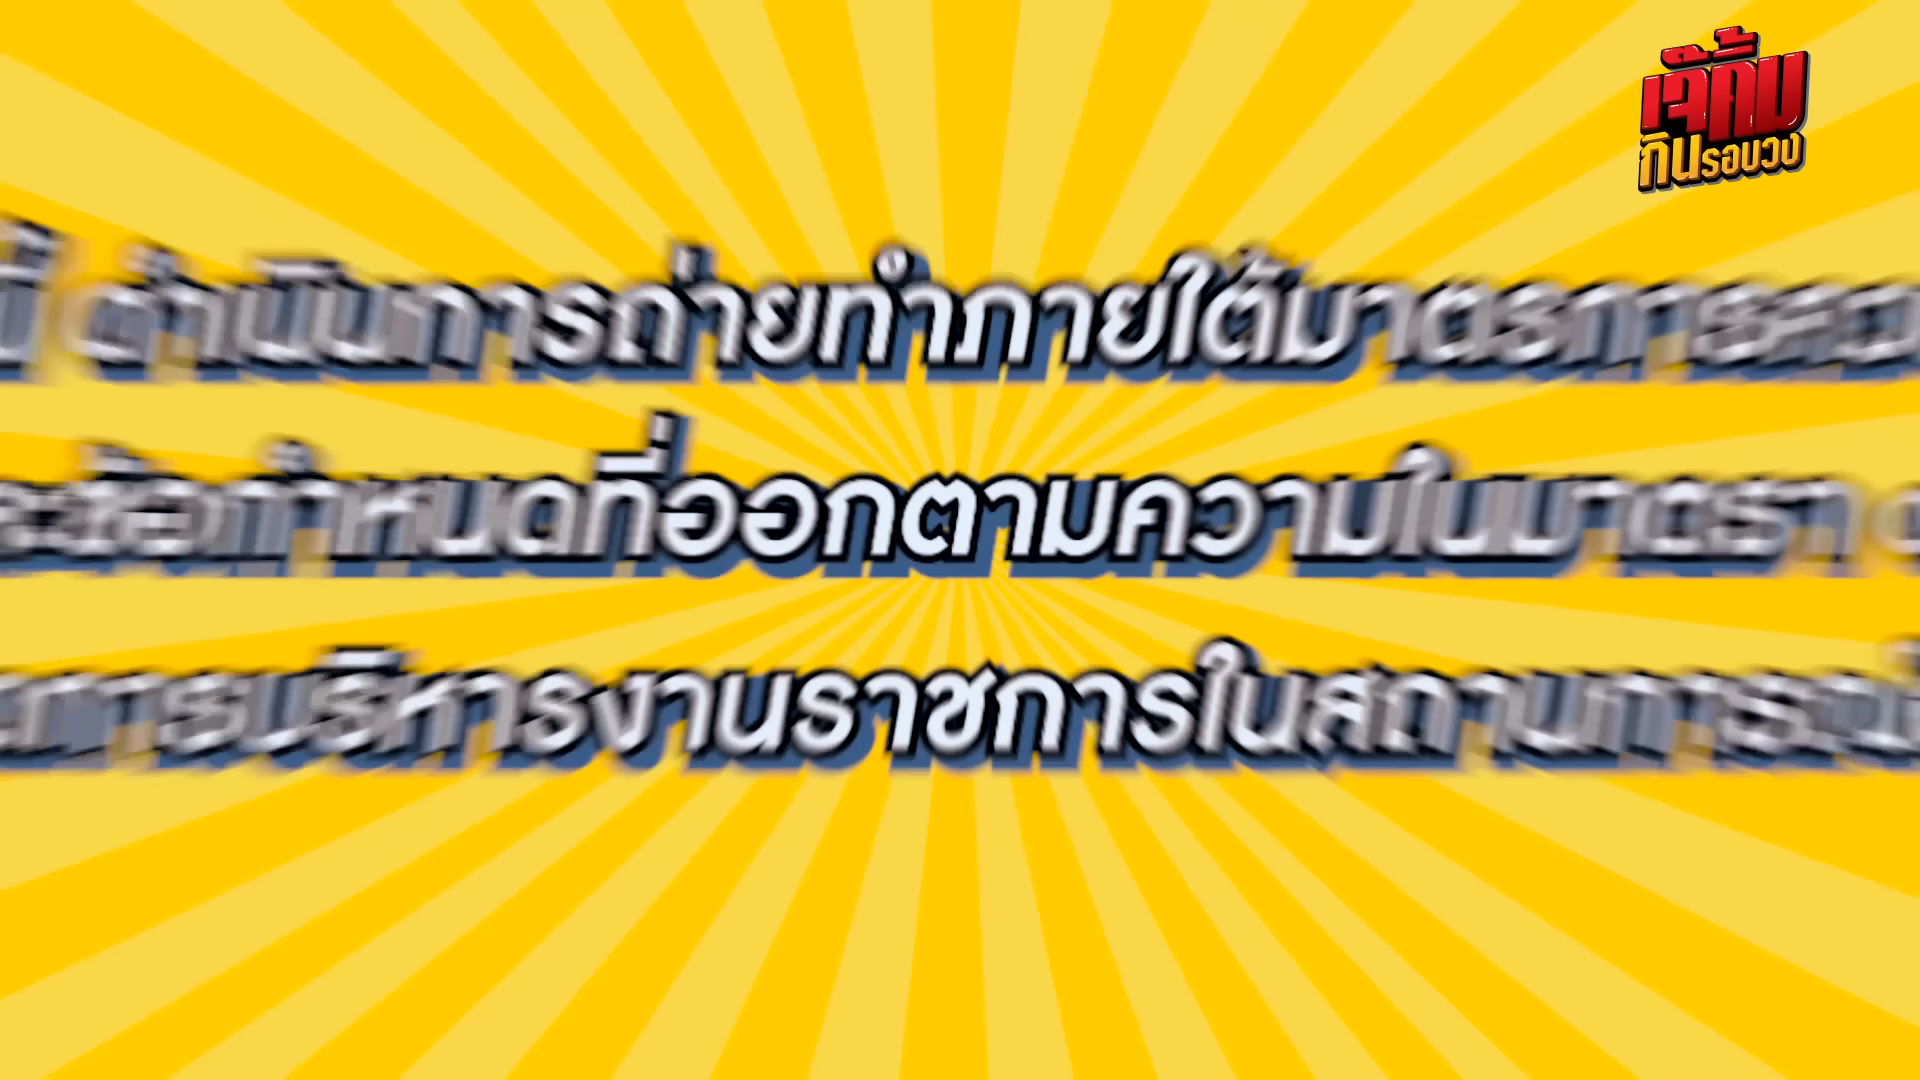 เจ๊คิ้ม
กินรอบวง
ดำเนินการถ่ายทำภายใต้มาตรการ
ข้อกำหนดที่ออกตามความในมาตรา
การบริหารงานราชการในสถานการณ์